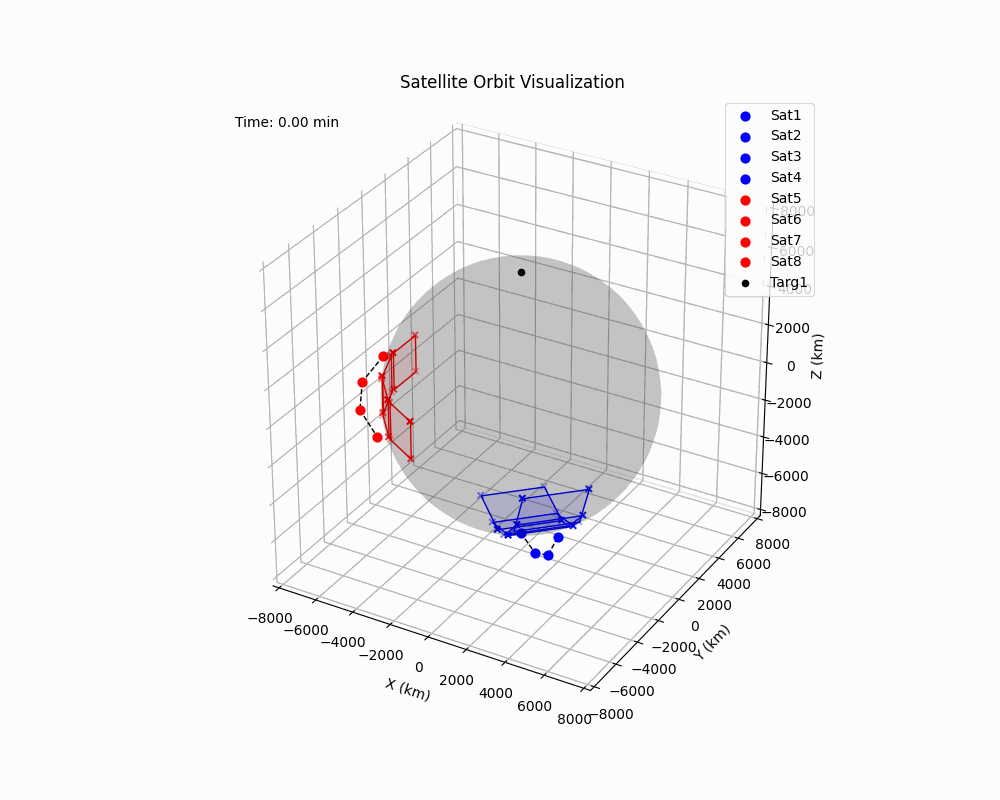 Satellite Orbit Visualization
Time: 0.00 min
Sat1
Sat2
Sat3
Sat4
Sat5
Sat6
Sat7
Sat8
Targ1
8000
6000
4000
2000
0
−2000
−4000
−6000
−8000
Z (km)
8000
6000
4000
2000
0
−2000
−4000
−6000
−8000
Y (km)
−8000
−6000
−4000
−2000
0
2000
4000
6000
8000
X (km)